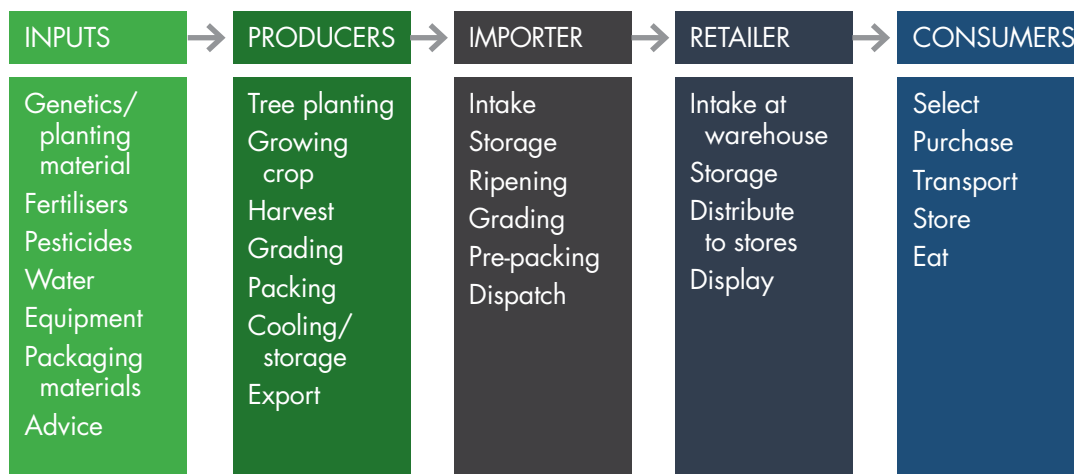 INPUTS
PRODUCERS
IMPORTER
RETAILER
CONSUMERS
Genetics/
planting
material
Fertilisers
Pesticides
Water
Equipment
Packaging
materials
Advice
Tree planting
Growing
crop
Harvest
Grading
Packing
Cooling/
storage
Export
Intake
Storage
Ripening
Grading
Pre-packing
Dispatch
Intake at
warehouse
Storage
Distribute
to stores
Display
Select
Purchase
Transport
Store
Eat